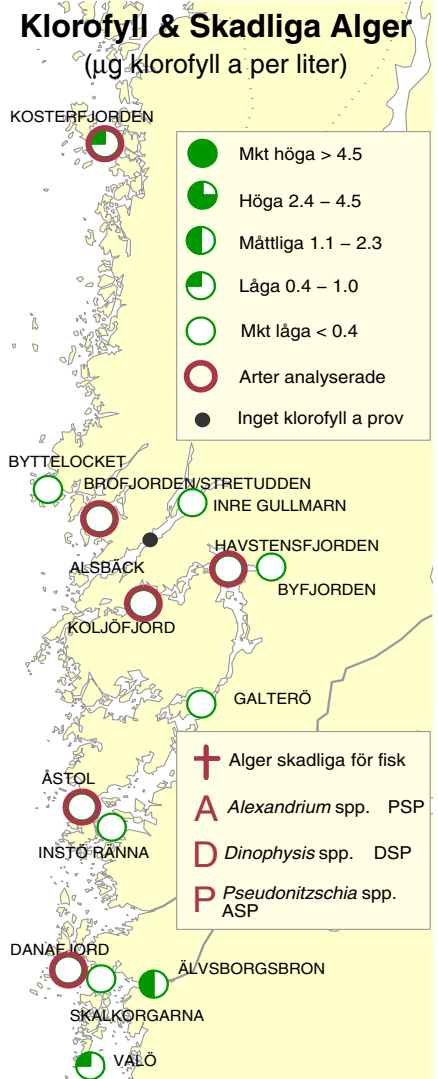 Klorofyll & Skadliga Alger
(µg klorofyll a per liter)
KOSTERFJORDEN
Mkt höga > 4.5
Höga 2.4 – 4.5
Måttliga 1.1 – 2.3
Låga 0.4 – 1.0
Mkt låga < 0.4
Arter analyserade
Inget klorofyll a prov
BYTTELOCKET
BROFJORDEN/STRETUDDEN
INRE GULLMARN
HAVSTENSFJORDEN
ALSBÄCK
BYFJORDEN
KOLJÖFJORD
GALTERÖ
Alger skadliga för fisk
ÅSTOL
A Alexandrium spp. PSP
INSTÖ RÄNNA
D Dinophysis spp. DSP
P Pseudonitzschia spp.
ASP
DANAFJORD
ÄLVSBORGSBRON
SKALKORGARNA
VALÖ